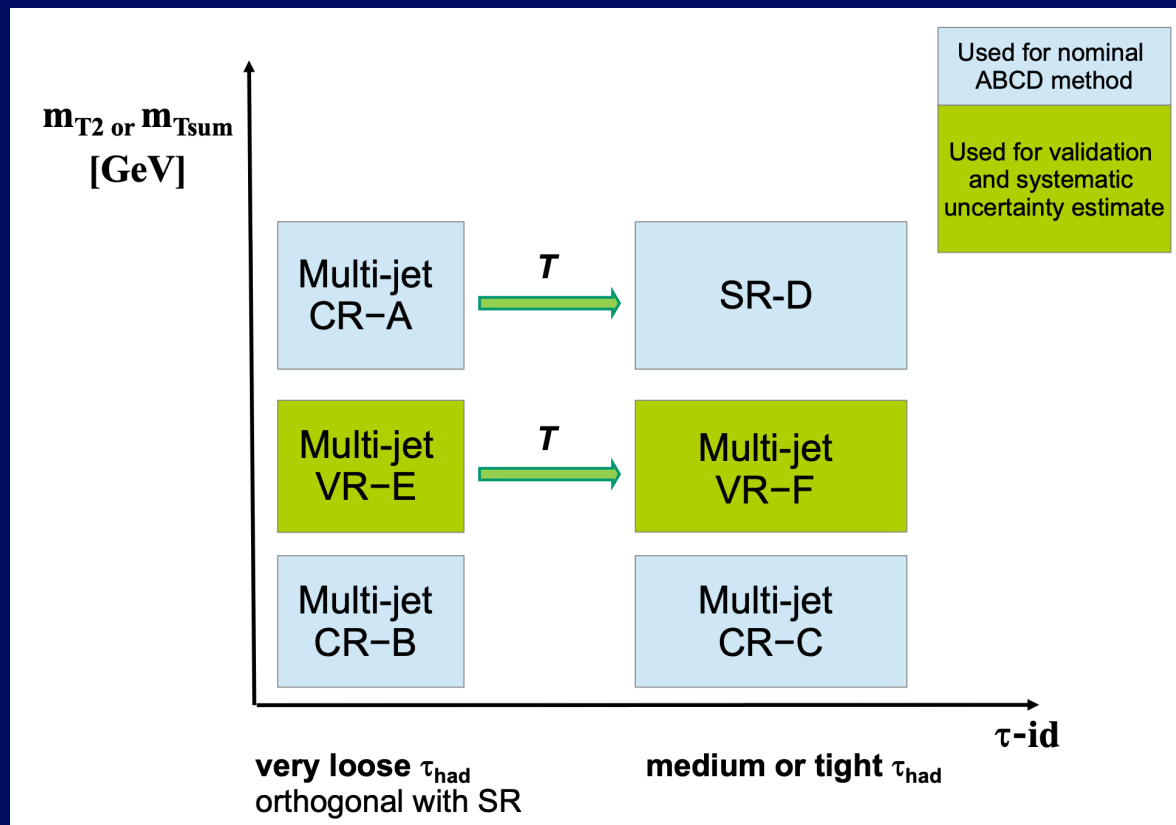 Used for nominal
ABCD method
Used for validation
and systematic
uncertainty estimate
mT2 or mTsum
[GeV]
Multi-jet
CR−A
T
SR-D
Multi-jet
VR−E
T
Multi-jet
VR−F
Multi-jet
CR−B
Multi-jet
CR−C
τ-id
very loose τhad
orthogonal with SR
medium or tight τhad